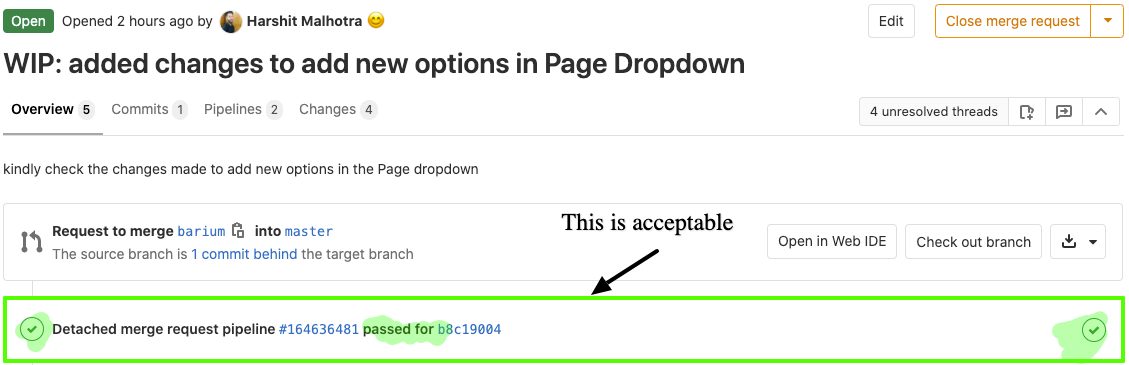 Open Opened 2 hours ago by Harshit Malhotra 😊 Edit Close merge request
WIP: added changes to add new options in Page Dropdown
Overview 5 Commits 1 Pipelines 2 Changes 4 4 unresolved threads
kindly check the changes made to add new options in the Page dropdown
This is acceptable
Request to merge barium into master Open in Web IDE Check out branch
The source branch is 1 commit behind the target branch
Detached merge request pipeline #164636481 passed for b8c19004